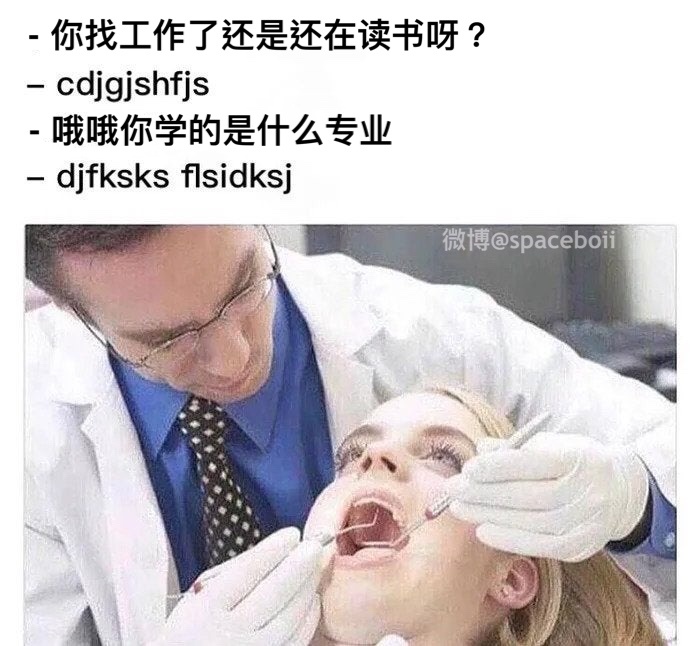 - 你找工作了还是还在读书呀？
– cdjgjshfjs
- 哦哦你学的是什么专业
– djfksks flsidksj
微博@spaceboii